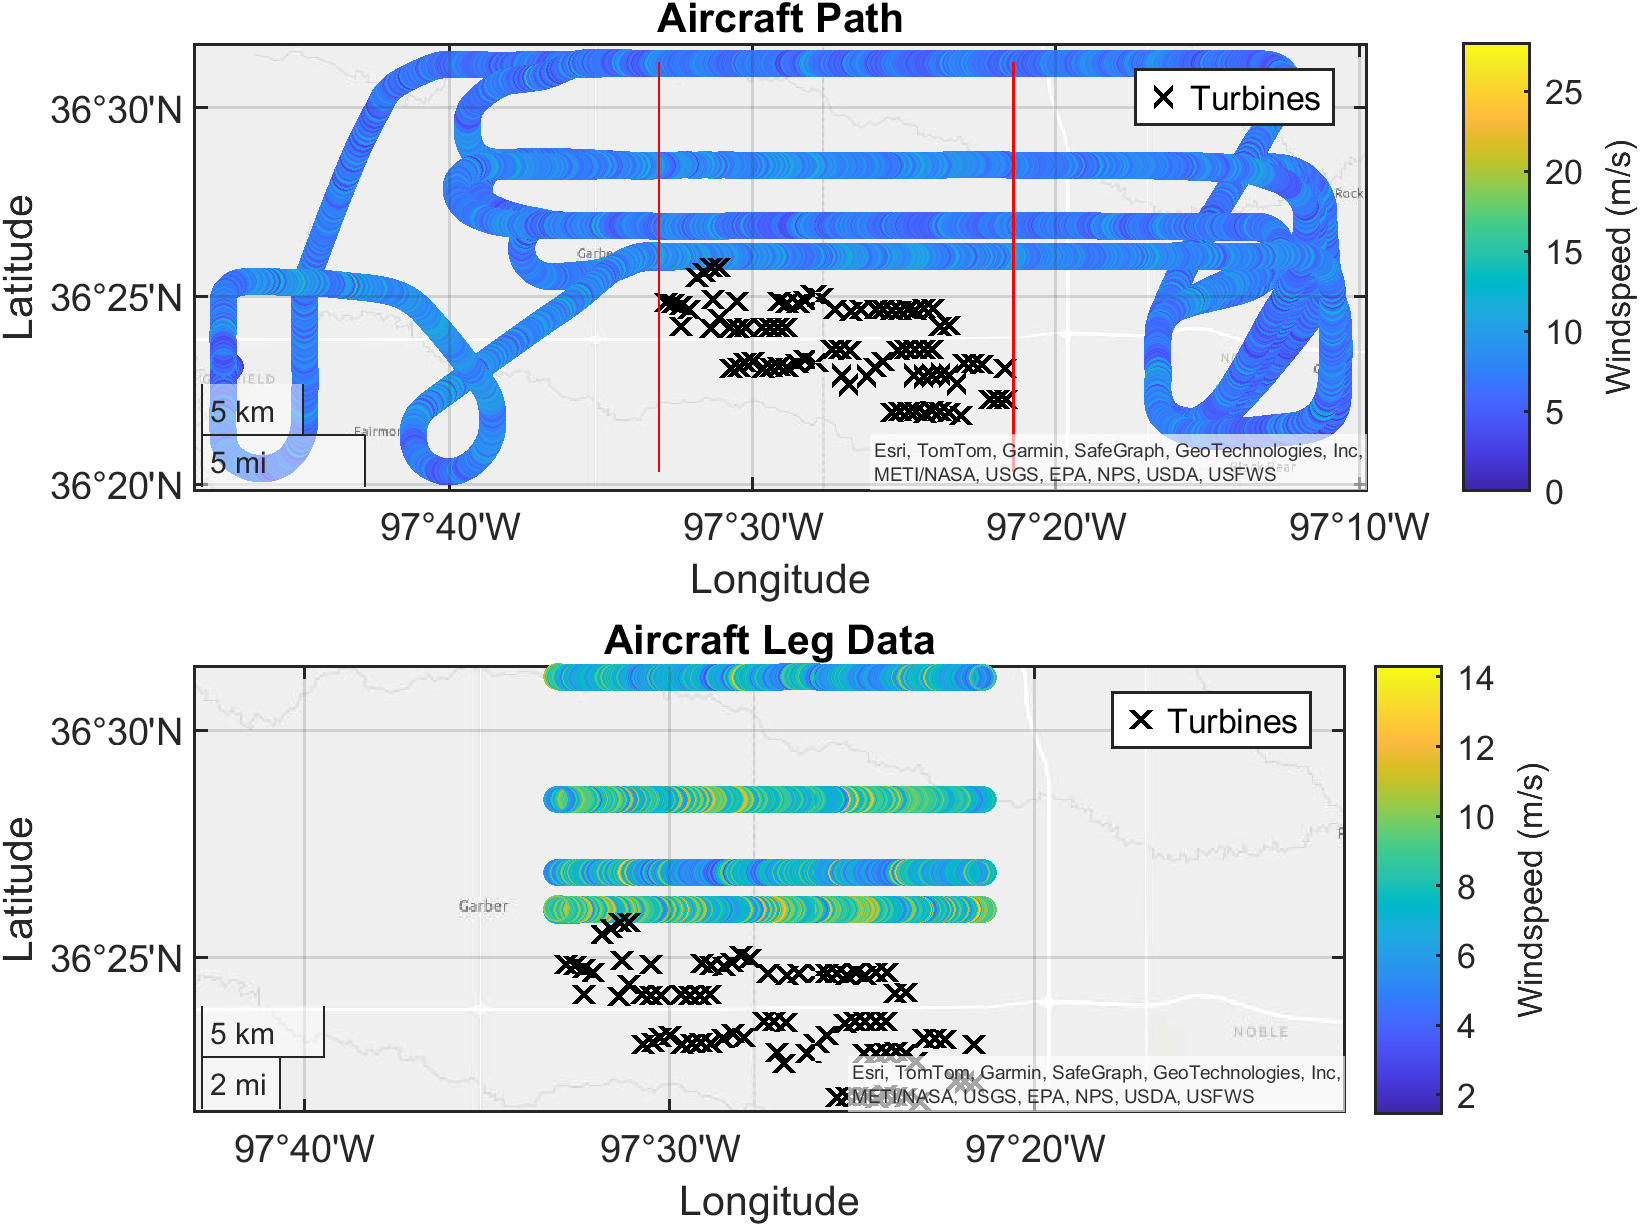 Aircraft Path
Turbines
36°30'N
36°25'N
36°20'N
Latitude
Garber
Rock
Fairmon
5 km
5 mi
Esri, TomTom, Garmin, SafeGraph, GeoTechnologies, Inc,
METI/NASA, USGS, EPA, NPS, USDA, USFWS
97°40'W
97°30'W
97°20'W
97°10'W
Longitude
25
20
15
10
5
0
Windspeed (m/s)
Aircraft Leg Data
Turbines
36°30'N
36°25'N
Latitude
Garber
NOBLE
5 km
2 mi
Esri, TomTom, Garmin, SafeGraph, GeoTechnologies, Inc,
METI/NASA, USGS, EPA, NPS, USDA, USFWS
97°40'W
97°30'W
97°20'W
Longitude
14
12
10
8
6
4
2
Windspeed (m/s)